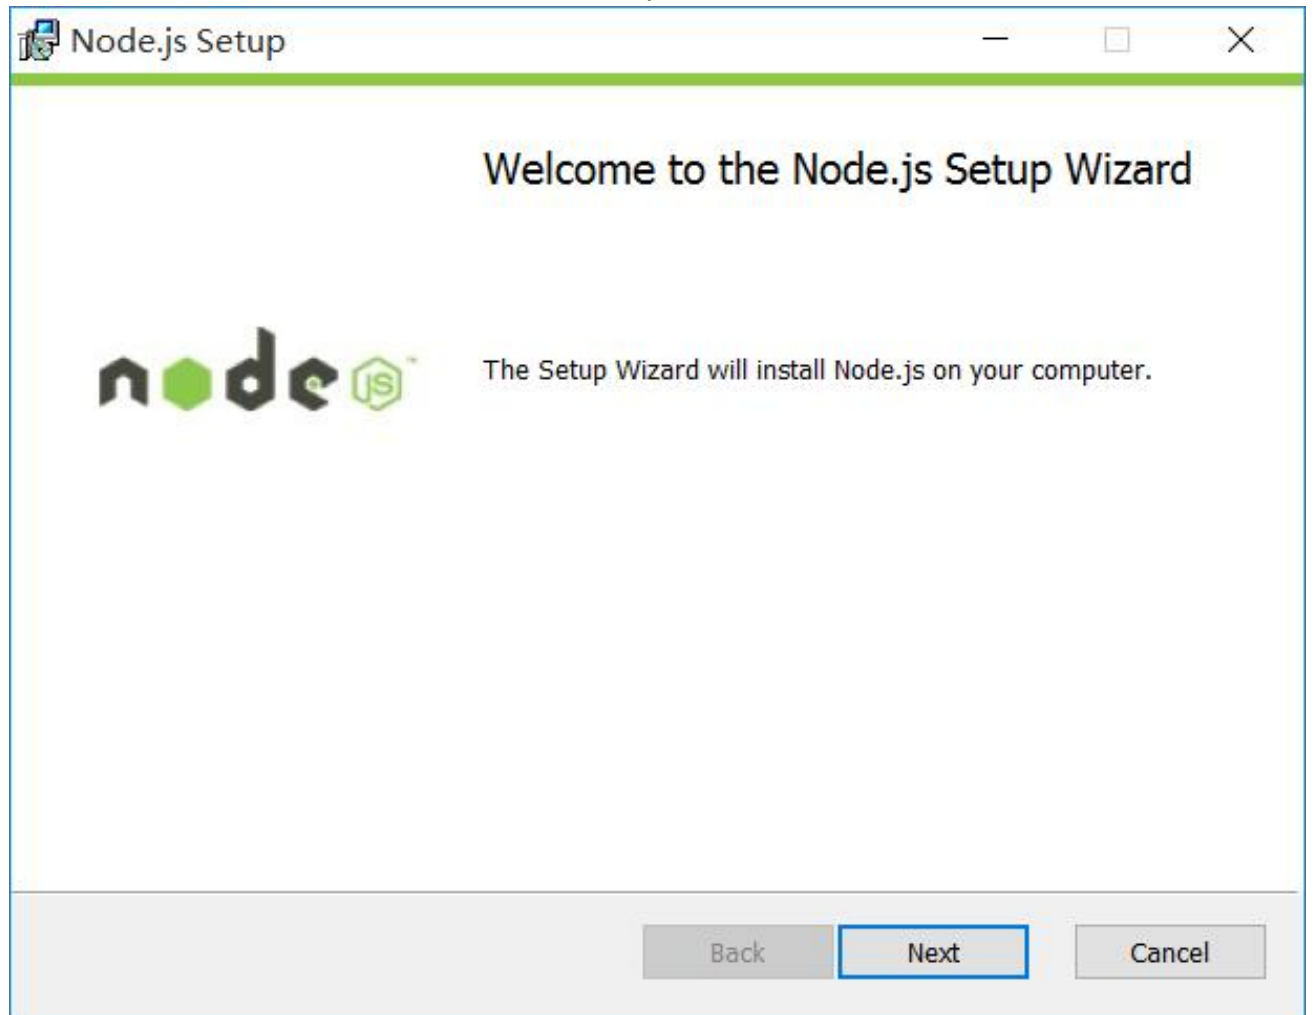 Node.js Setup
Welcome to the Node.js Setup Wizard
node JS™
The Setup Wizard will install Node.js on your computer.
Back
Next
Cancel